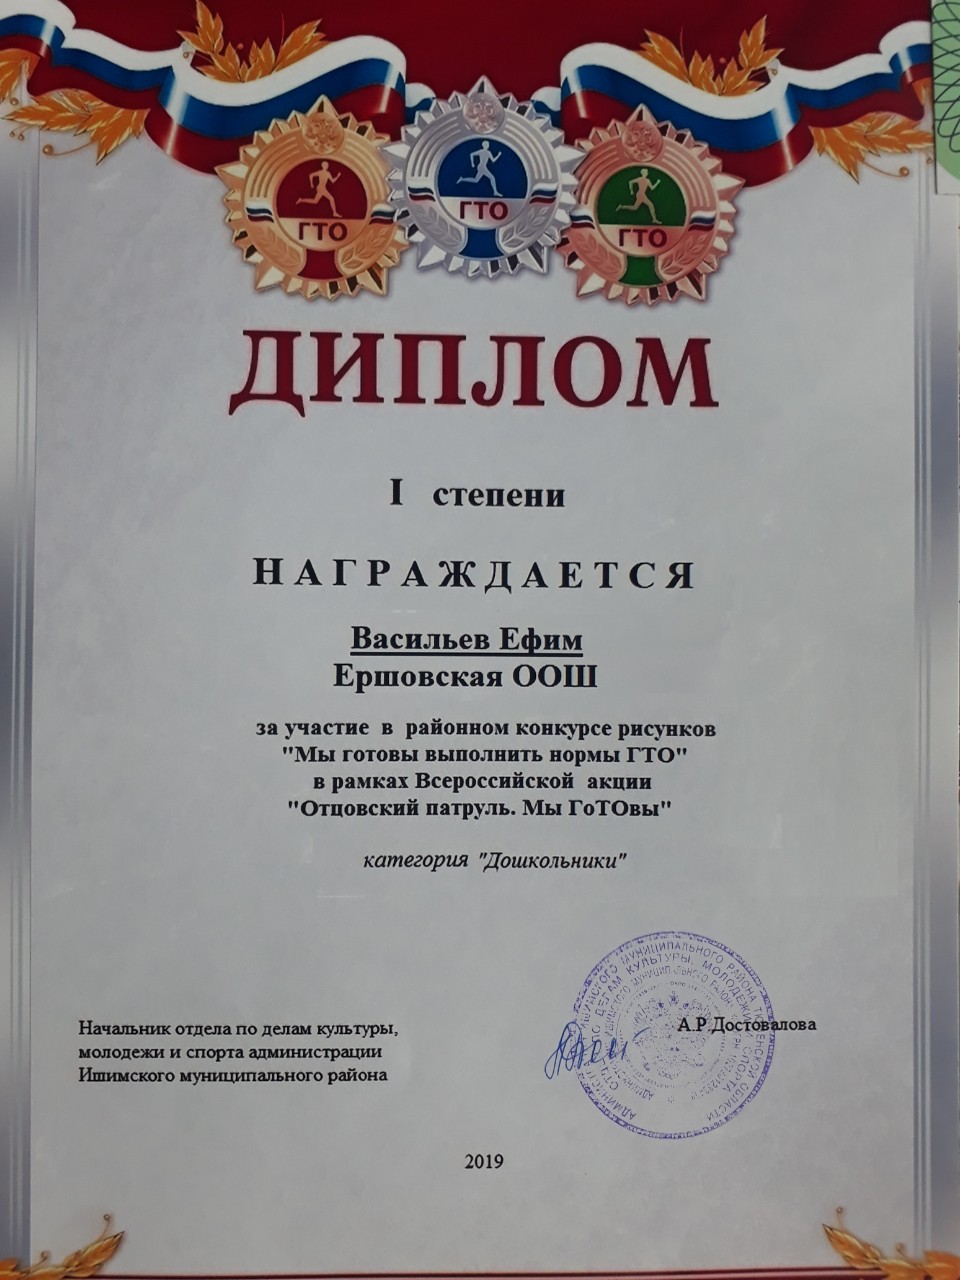 ГТО
ГТО
ГТО
ДИПЛОМ
I степени
НАГРАЖДАЕТСЯ
Васильев Ефим
Ершовская ООШ
за участие в районном конкурсе рисунков
"Мы готовы выполнить нормы ГТО"
в рамках Всероссийской акции
"Отцовский патруль. Мы ГоТОвы"
категория "Дошкольники"
Начальник отдела по делам культуры,
молодежи и спорта администрации
Ишимского муниципального района
А.Р.Достовалова
2019